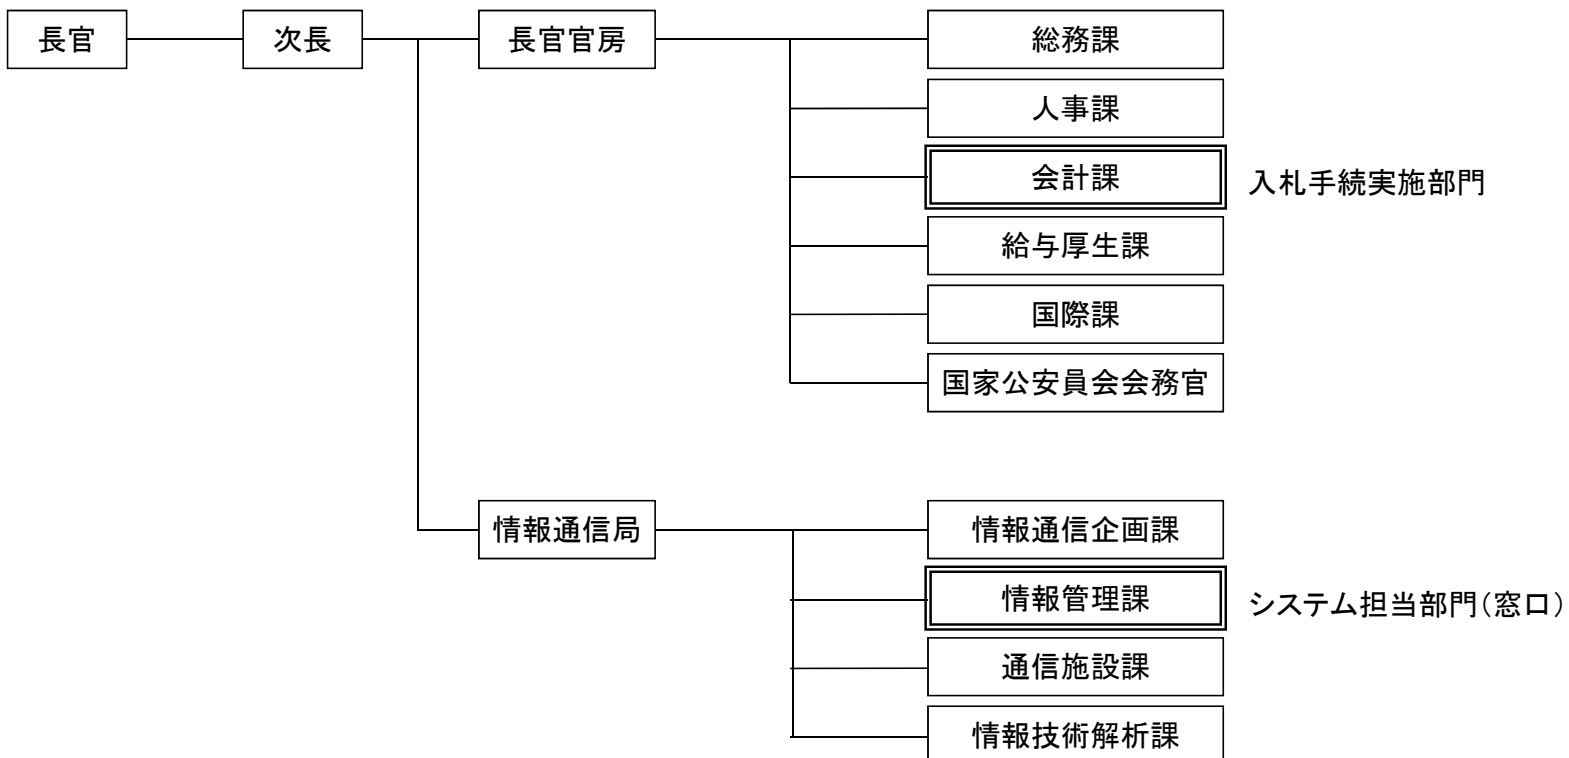 長官
次長
長官官房
総務課
人事課
会計課
入札手続実施部門
給与厚生課
国際課
国家公安員会会務官
情報通信局
情報通信企画課
情報管理課
システム担当部門（窓口）
通信施設課
情報技術解析課